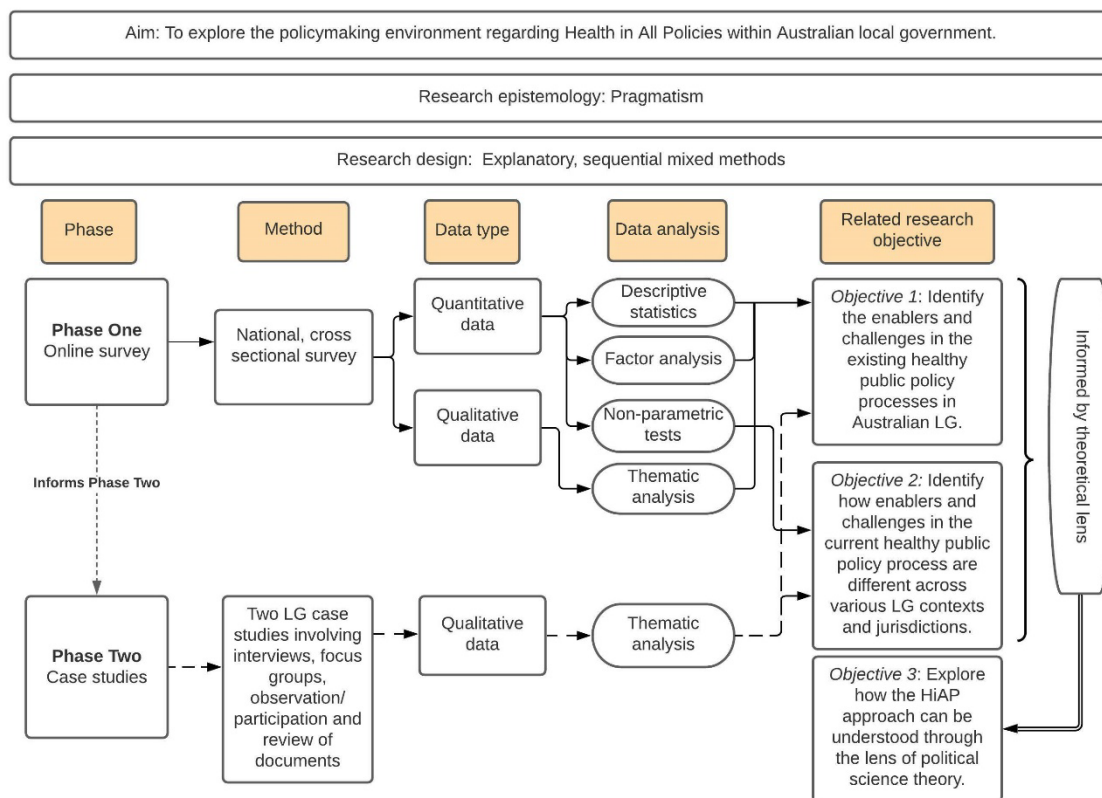 Aim: To explore the policymaking environment regarding Health in All Policies within Australian local government.
Research epistemology: Pragmatism
Research design: Explanatory, sequential mixed methods
Phase
Method
Data type
Data analysis
Related research
objective
Phase One
Online survey
National, cross
sectional survey
Quantitative
data
Qualitative
data
Descriptive
statistics
Factor analysis
Non-parametric
tests
Thematic
analysis
Objective 1: Identify
the enablers and
challenges in the
existing healthy
public policy
processes in
Australian LG.
Objective 2: Identify
how enablers and
challenges in the
current healthy public
policy process are
different across
various LG contexts
and jurisdictions.
Informed by theoretical lens
Informs Phase Two
Phase Two
Case studies
Two LG case
studies involving
interviews, focus
groups,
observation/
participation and
review of
documents
Qualitative
data
Thematic
analysis
Objective 3: Explore
how the HiAP
approach can be
understood through
the lens of political
science theory.